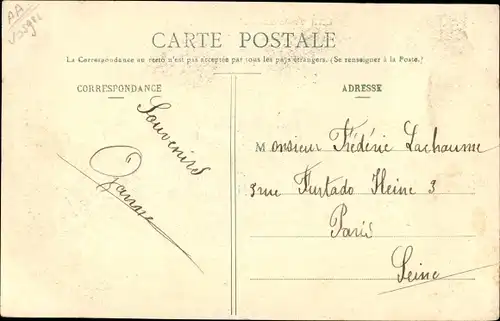 AA
Vosges
CARTE POSTALE
La Correspondance au recto n'est pas acceptée par tous les pays étrangers. (Se renseigner à la Poste.)
CORRESPONDANCE
Souvenirs
ADRESSE
Monsieur Frédéric Lachaume
3 rue Furtado Heine 3
Paris
Seine